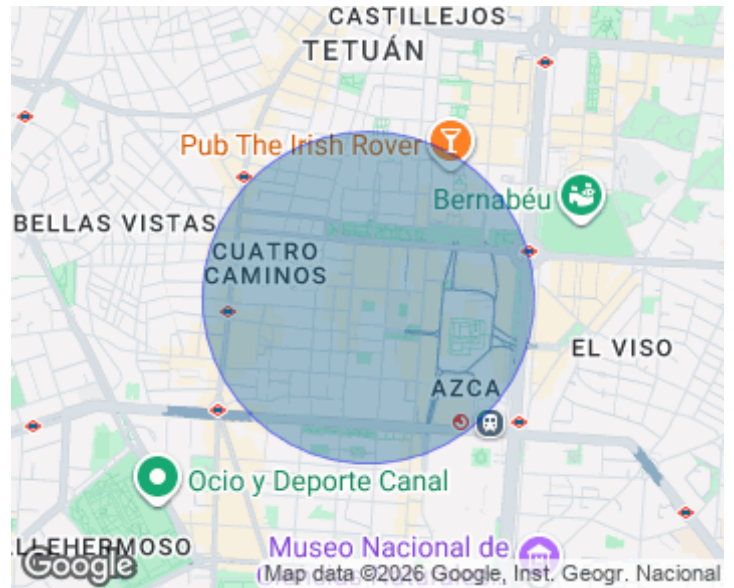 CASTILLEJOS
TETUÁN
Pub The Irish Rover
Bernabéu
BELLAS VISTAS
CUATRO
CAMINOS
EL VISO
AZCA
Ocio y Deporte Canal
LLEHERMOSO
Museo Nacional de
Google
Map data ©2026 Google, Inst. Geogr. Nacional